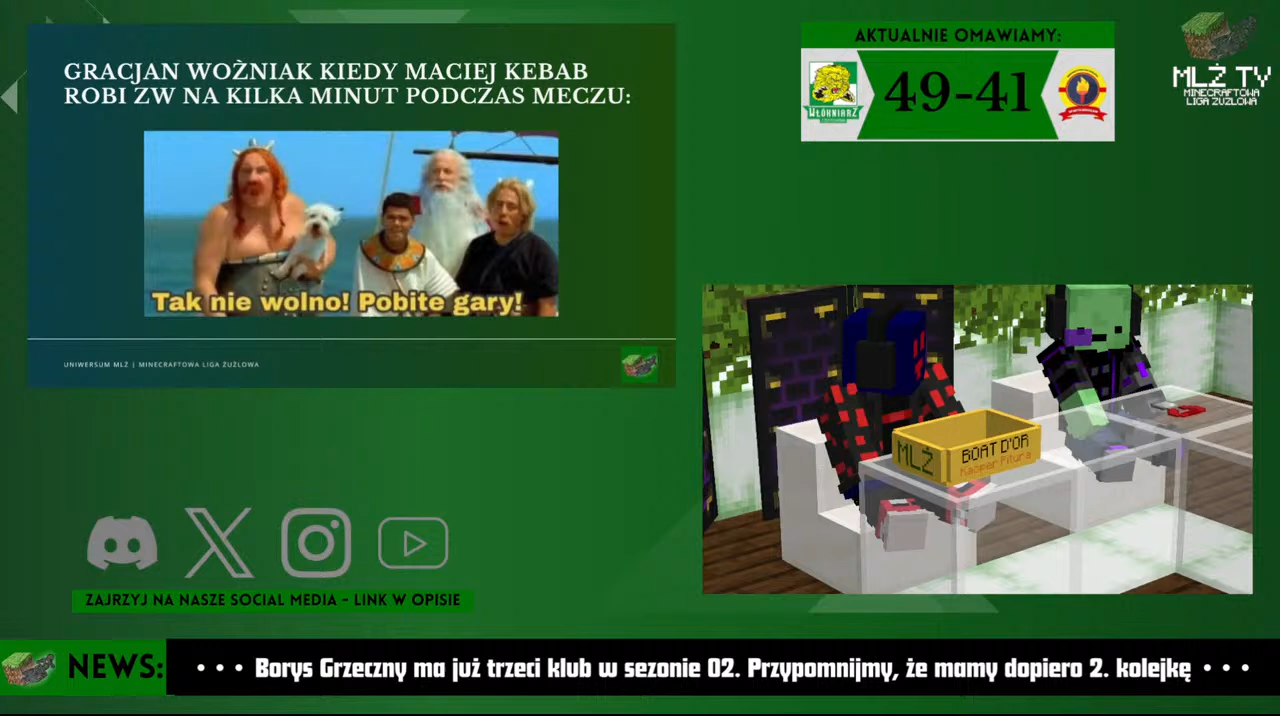 GRACJAN WOŹNIAK KIEDY MACIEJ KEBAB
ROBI ZW NA KILKA MINUT PODCZAS MECZU:
Tak nie wolno! Pobite gary!
UNIWERSUM MLŻ | MINECRAFTOWA LIGA ŻUŻLOWA
AKTUALNIE OMAWIAMY:
WŁÓKNIARZ
49-41
MLŻ TV
MINECRAFTOWA
LIGA ŻUŻLOWA
MLŻ
BOAT D'OR
Kacper Pitura
ZAJRZYJ NA NASZE SOCIAL MEDIA - LINK W OPISIE
NEWS:
• • • Borys Grzeczny ma już trzeci klub w sezonie 02. Przypomnijmy, że mamy dopiero 2. kolejkę • • •